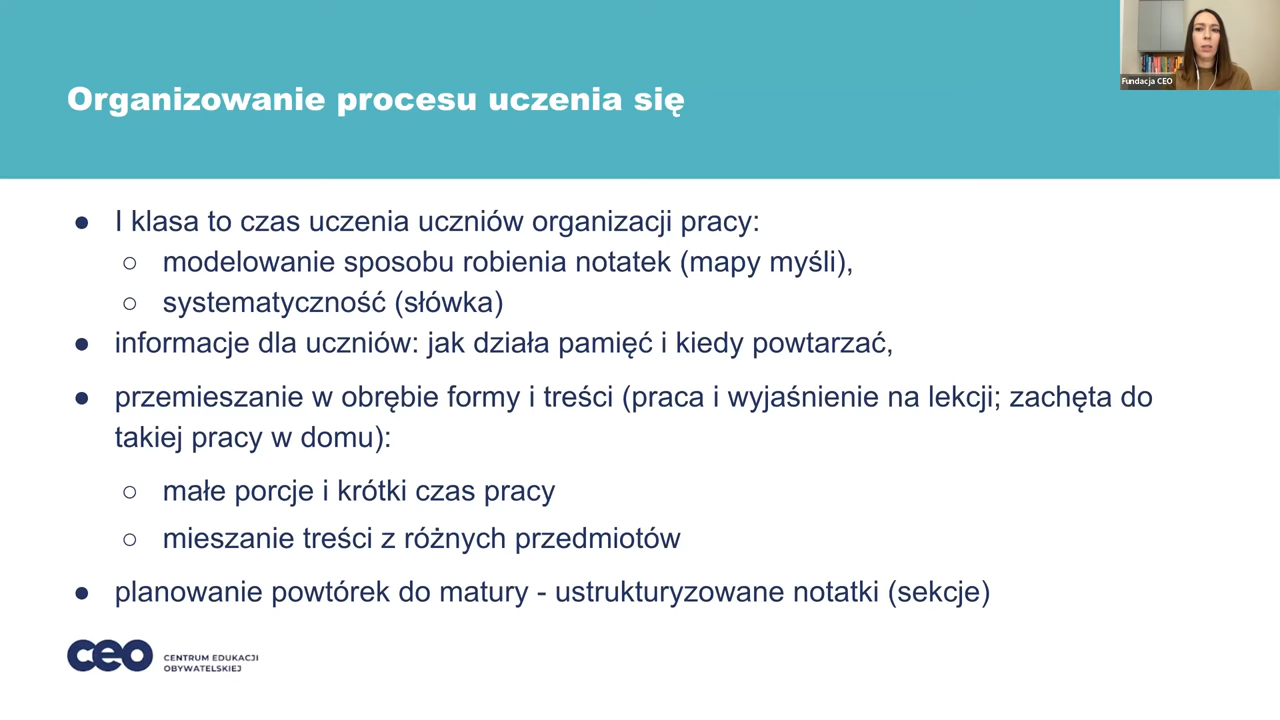 Fundacja CEO
Organizowanie procesu uczenia się
● I klasa to czas uczenia uczniów organizacji pracy:
○ modelowanie sposobu robienia notatek (mapy myśli),
○ systematyczność (słówka)
● informacje dla uczniów: jak działa pamięć i kiedy powtarzać,
● przemieszanie w obrębie formy i treści (praca i wyjaśnienie na lekcji; zachęta do
takiej pracy w domu):
○ małe porcje i krótki czas pracy
○ mieszanie treści z różnych przedmiotów
● planowanie powtórek do matury - ustrukturyzowane notatki (sekcje)
ceo
CENTRUM EDUKACJI
OBYWATELSKIEJ